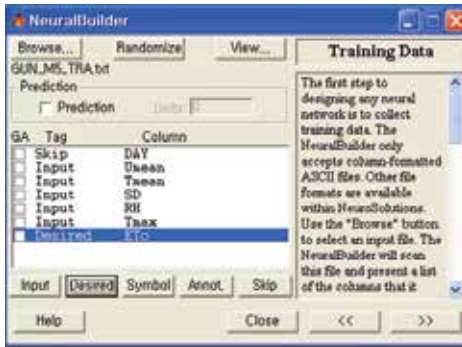 NeuralBuilder
Browse... Randomize View...
GUN_M5_TRA.txt
Prediction
Prediction Delta: 0
GA Tag Column
Skip DAY
Input Umean
Input Tmean
Input SD
Input RH
Input Tmax
Desired ETo
Input Desired Symbol Annot. Skip
Help Close << >>
Training Data
The first step to
designing any neural
network is to collect
training data. The
NeuralBuilder only
accepts column-formatted
ASCII files. Other file
formats are available
within NeuroSolutions.
Use the "Browse" button
to select an input file. The
NeuralBuilder will scan
this file and present a list
of the columns that it